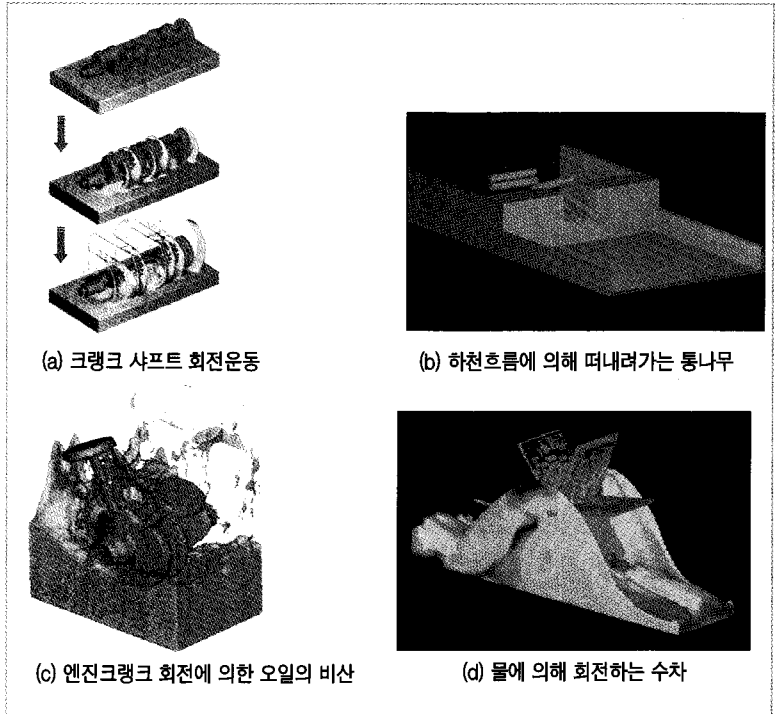 (a) 크랭크 샤프트 회전운동
(b) 하천흐름에 의해 떠내려가는 통나무
(c) 엔진크랭크 회전에 의한 오일의 비산
(d) 물에 의해 회전하는 수차